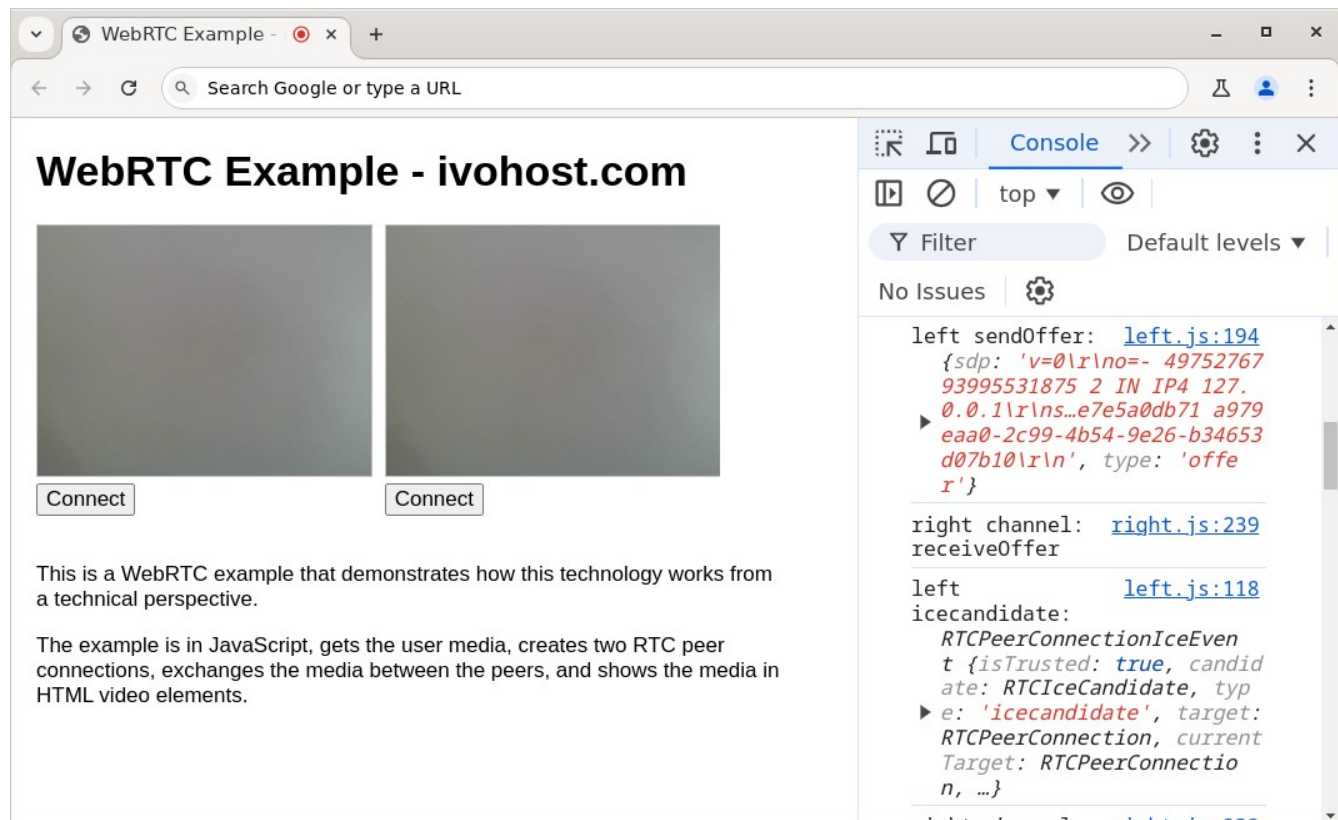 WebRTC Example -
Search Google or type a URL
WebRTC Example - ivohost.com
Connect
Connect
This is a WebRTC example that demonstrates how this technology works from
a technical perspective.
The example is in JavaScript, gets the user media, creates two RTC peer
connections, exchanges the media between the peers, and shows the media in
HTML video elements.
Console
top
Filter
Default levels
No Issues
left sendOffer: left.js:194
{sdp: 'v=0\r\no=- 49752767
93995531875 2 IN IP4 127.
0.0.1\r\ns…e7e5a0db71 a979
eaa0-2c99-4b54-9e26-b34653
d07b10\r\n', type: 'offe
r'}
right channel: right.js:239
receiveOffer
left left.js:118
icecandidate:
RTCPeerConnectionIceEven
t {isTrusted: true, candid
ate: RTCIceCandidate, typ
e: 'icecandidate', target:
RTCPeerConnection, current
Target: RTCPeerConnectio
n, …}